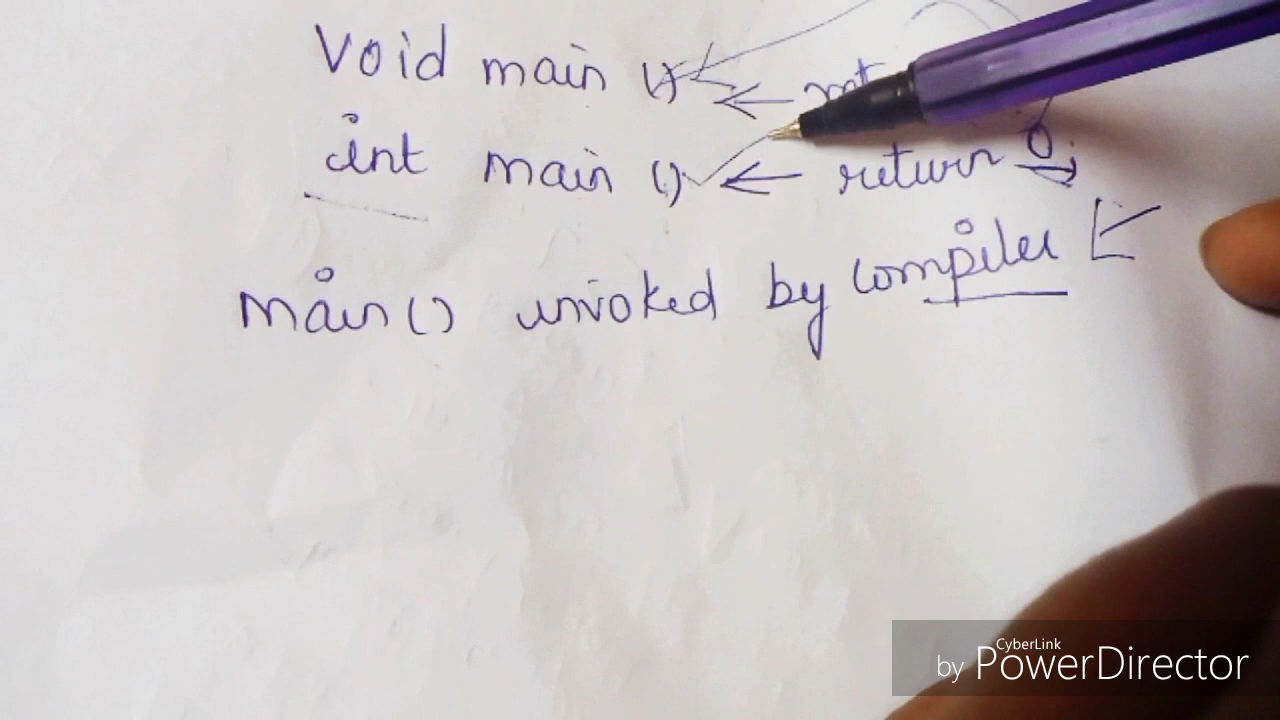 Void main ()
int main () ← return 0;
main() invoked by compiler
CyberLink
by PowerDirector